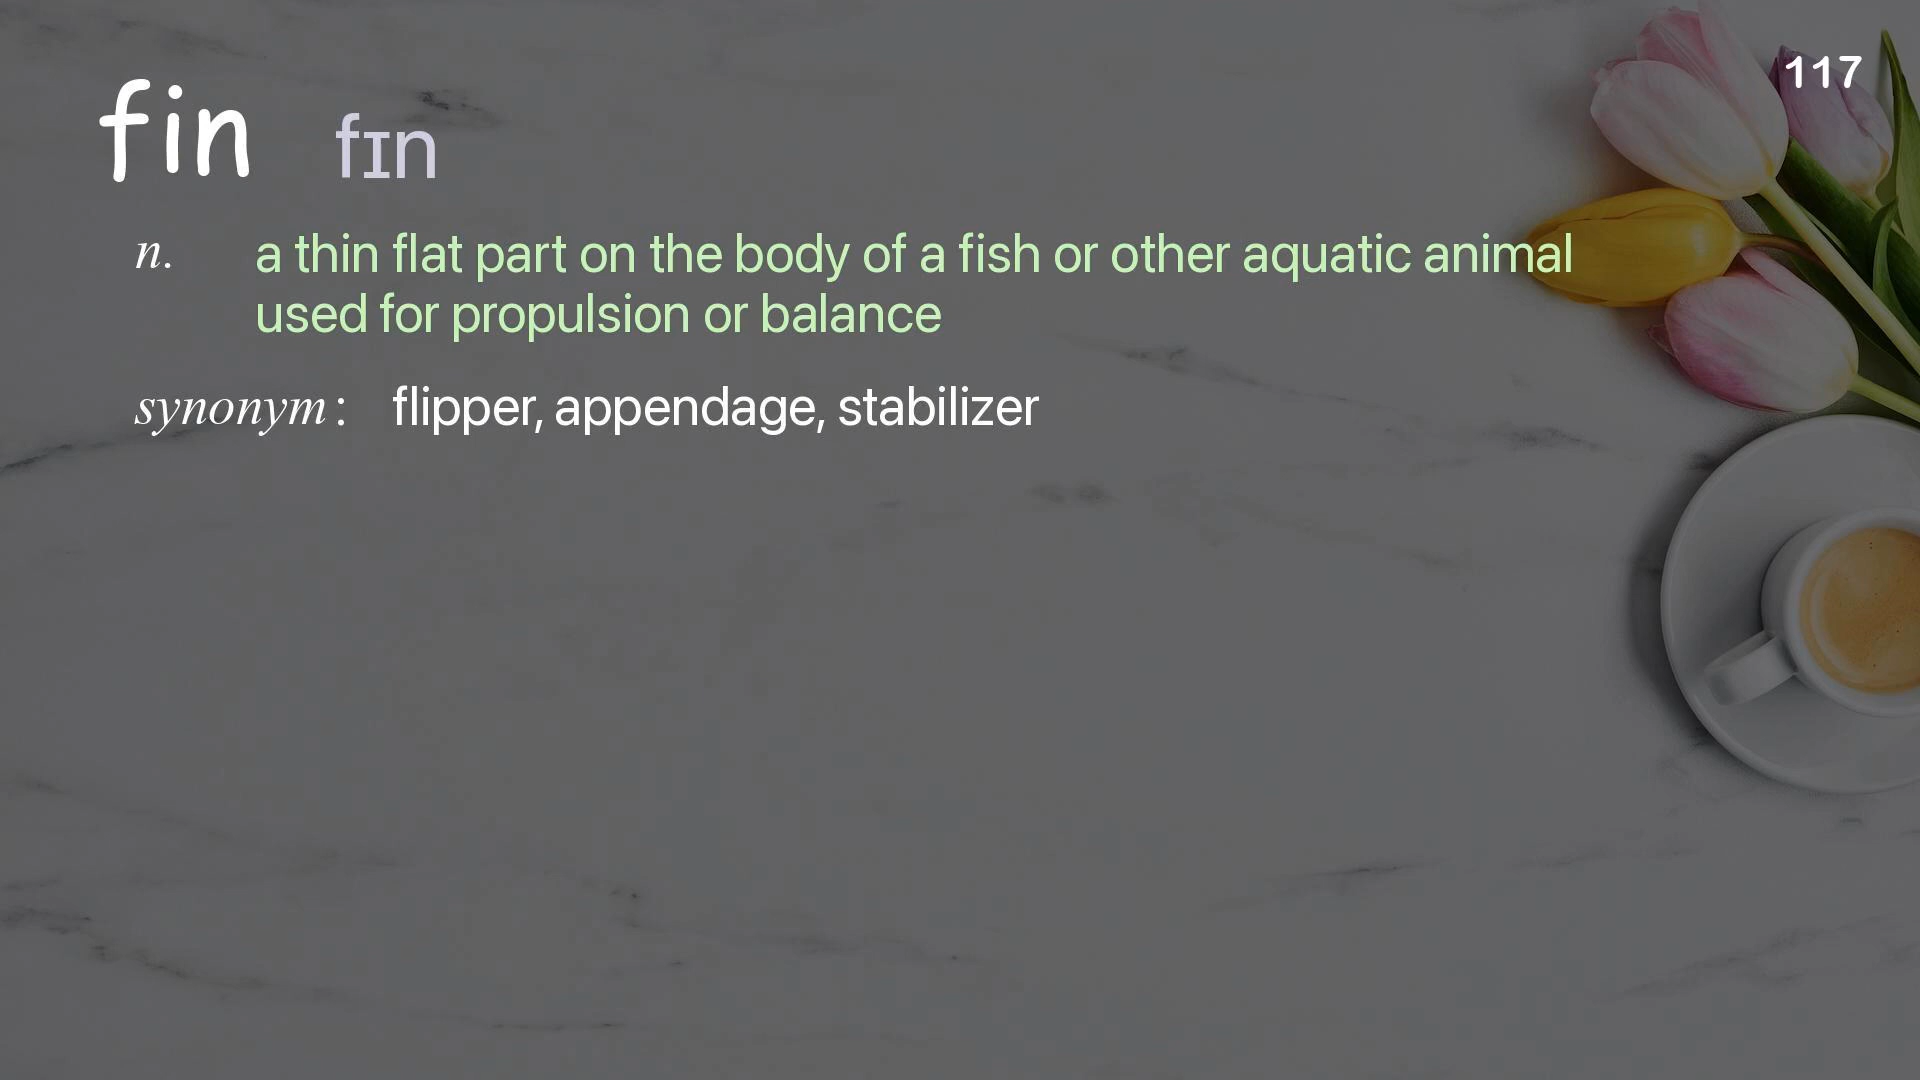 117
fin fɪn
n. a thin flat part on the body of a fish or other aquatic animal
used for propulsion or balance
synonym: flipper, appendage, stabilizer